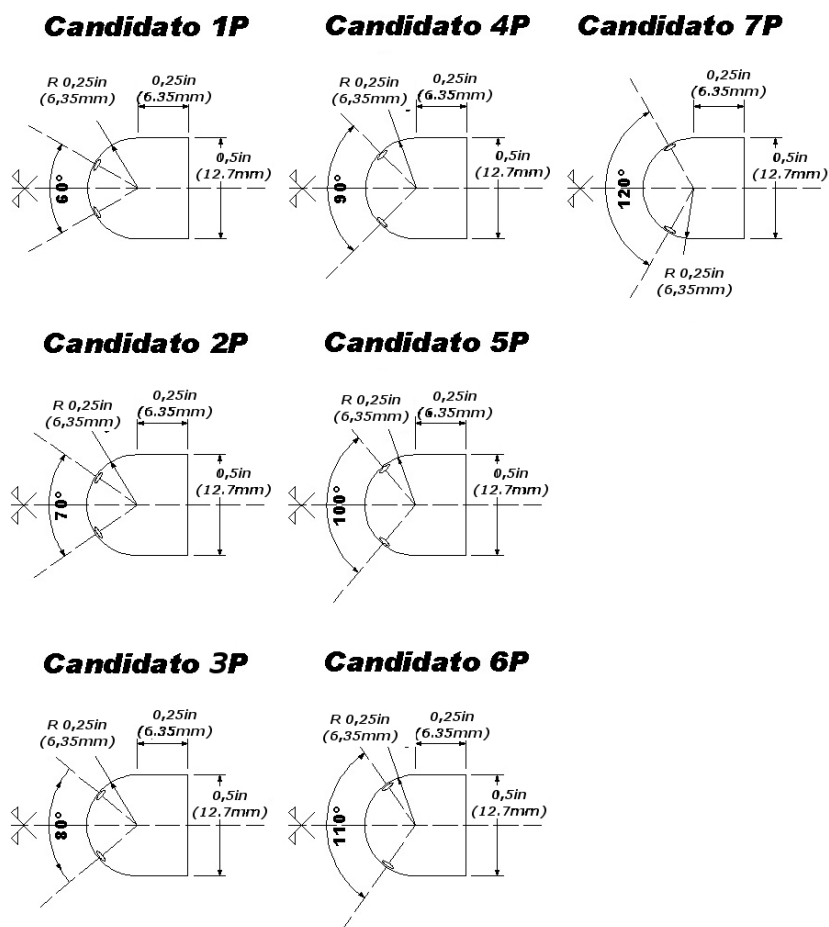 Candidato 1P
R 0,25in
(6,35mm)
0,25in
(6.35mm)
60°
0,5in
(12.7mm)
Candidato 4P
R 0,25in
(6,35mm)
0,25in
(6.35mm)
90°
0,5in
(12.7mm)
Candidato 7P
0,25in
(6.35mm)
120°
0,5in
(12.7mm)
R 0,25in
(6,35mm)
Candidato 2P
R 0,25in
(6,35mm)
0,25in
(6.35mm)
70°
0,5in
(12.7mm)
Candidato 5P
R 0,25in
(6,35mm)
0,25in
(6.35mm)
100°
0,5in
(12.7mm)
Candidato 3P
R 0,25in
(6,35mm)
0,25in
(6.35mm)
80°
0,5in
(12.7mm)
Candidato 6P
R 0,25in
(6,35mm)
0,25in
(6.35mm)
110°
0,5in
(12.7mm)